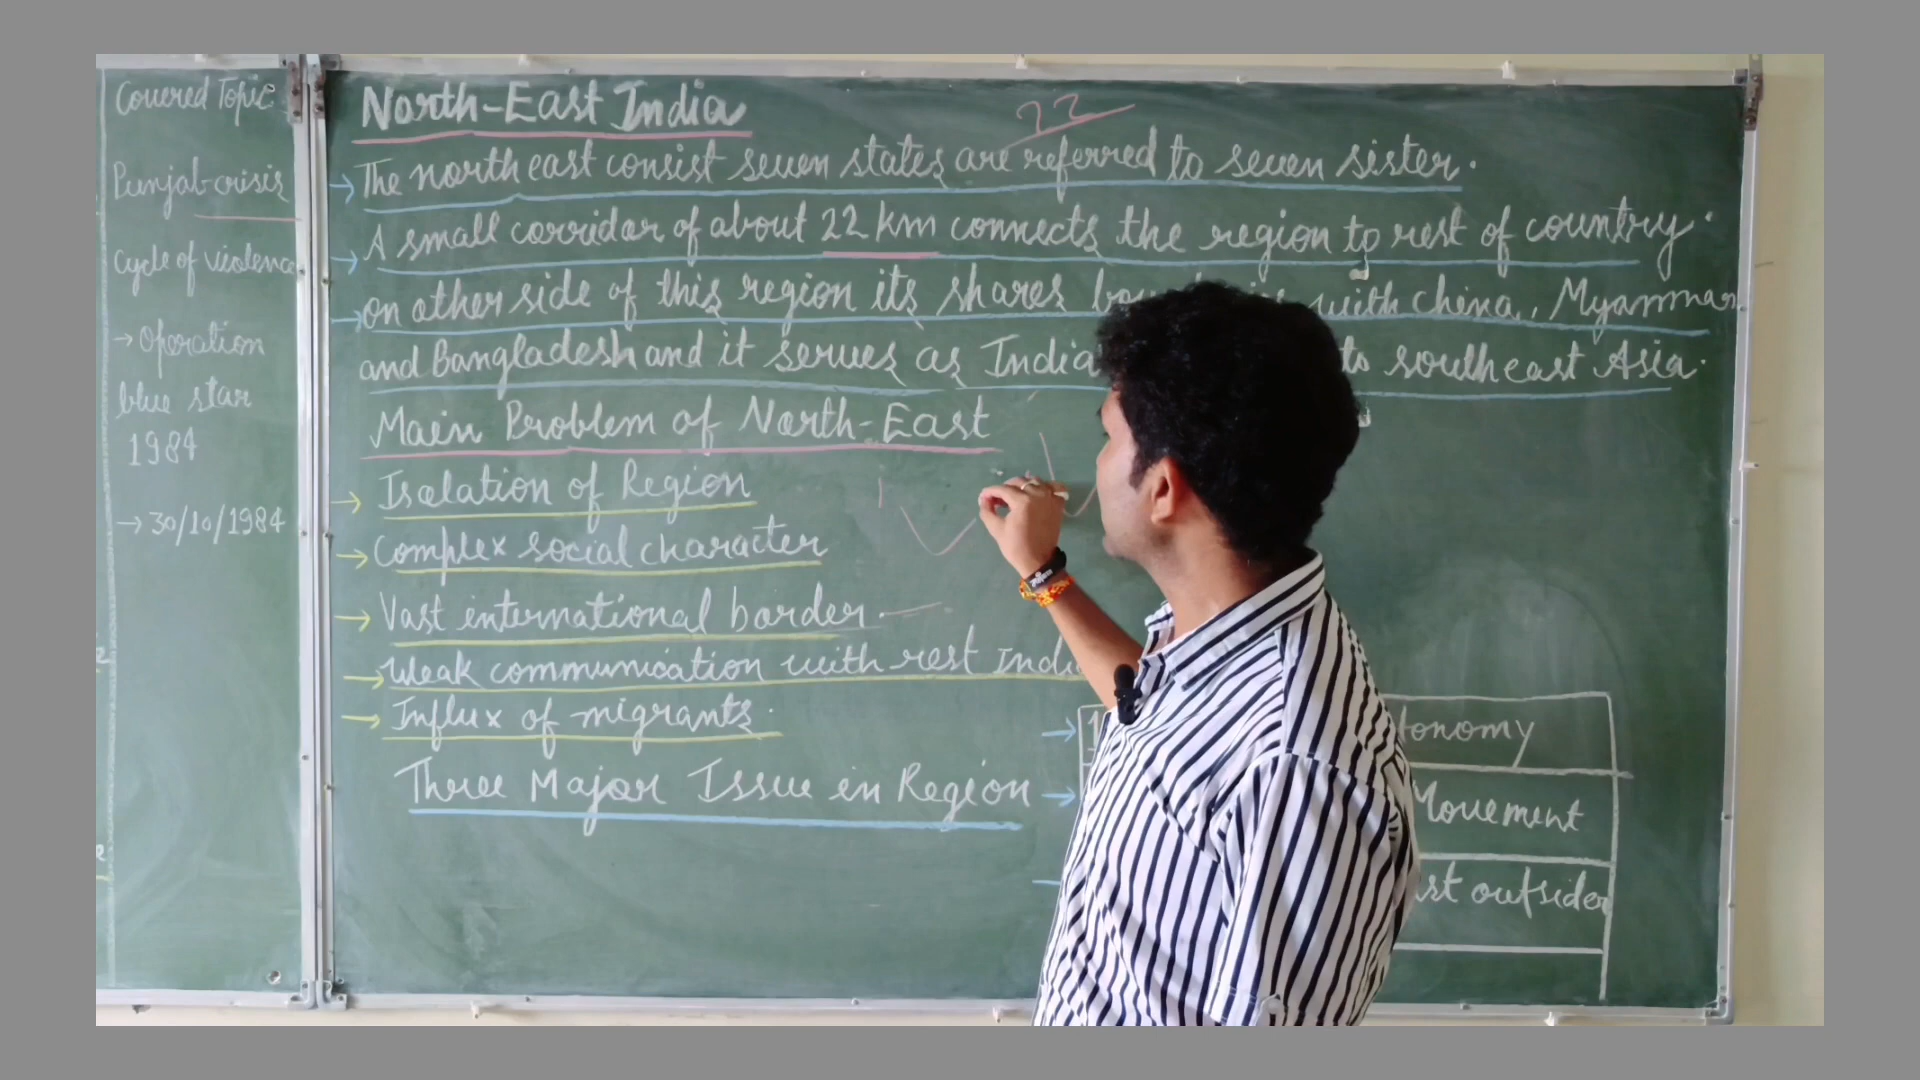 Covered Topic
Punjab-crisis
Cycle of violence
→ Operation
blue star
1984
→ 30/10/1984
North-East India
22
→ The north east consist seven states are referred to seven sister.
→ A small corridor of about 22 km connects the region to rest of country.
→ on other side of this region its shares with china, Myanmar
and Bangladesh and it serves as India to southeast Asia.
Main Problem of North-East
→ Isolation of Region
→ Complex social character
→ Vast international border.
→ Weak communication with rest India
→ Influx of migrants.
Three Major Issue in Region
→
tonomy
→ Movement
st outsider